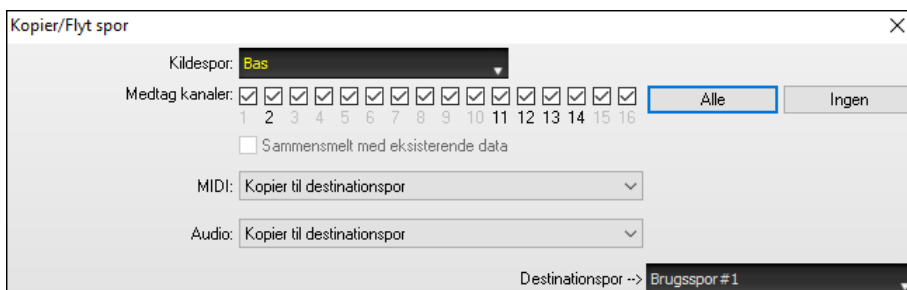 Kopier/Flyt spor
Kildespor: Bas
Medtag kanaler: Alle Ingen
1 2 3 4 5 6 7 8 9 10 11 12 13 14 15 16
Sammensmelt med eksisterende data
MIDI: Kopier til destinationspor
Audio: Kopier til destinationspor
Destinationspor --> Brugsspor #1